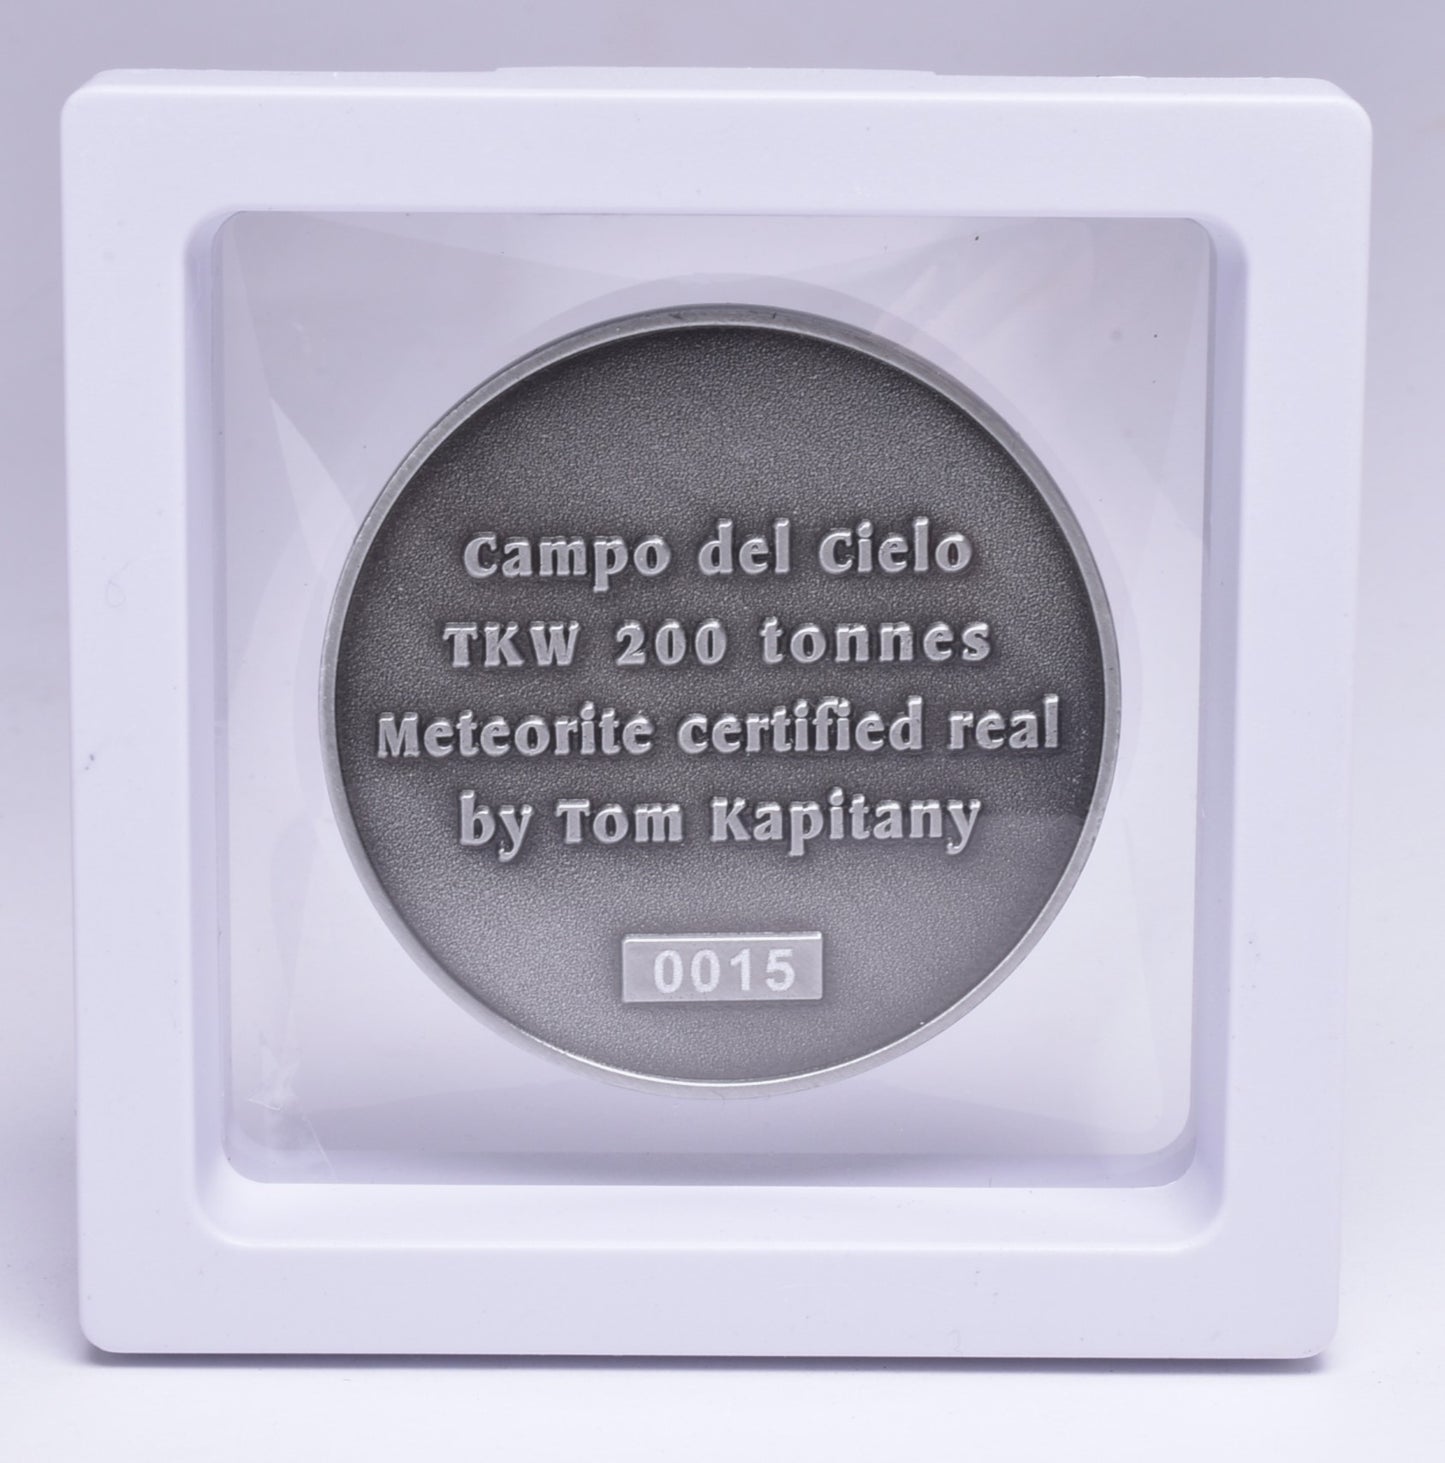 Campo del Cielo
TKW 200 tonnes
Meteorite certified real
by Tom Kapitany
0015